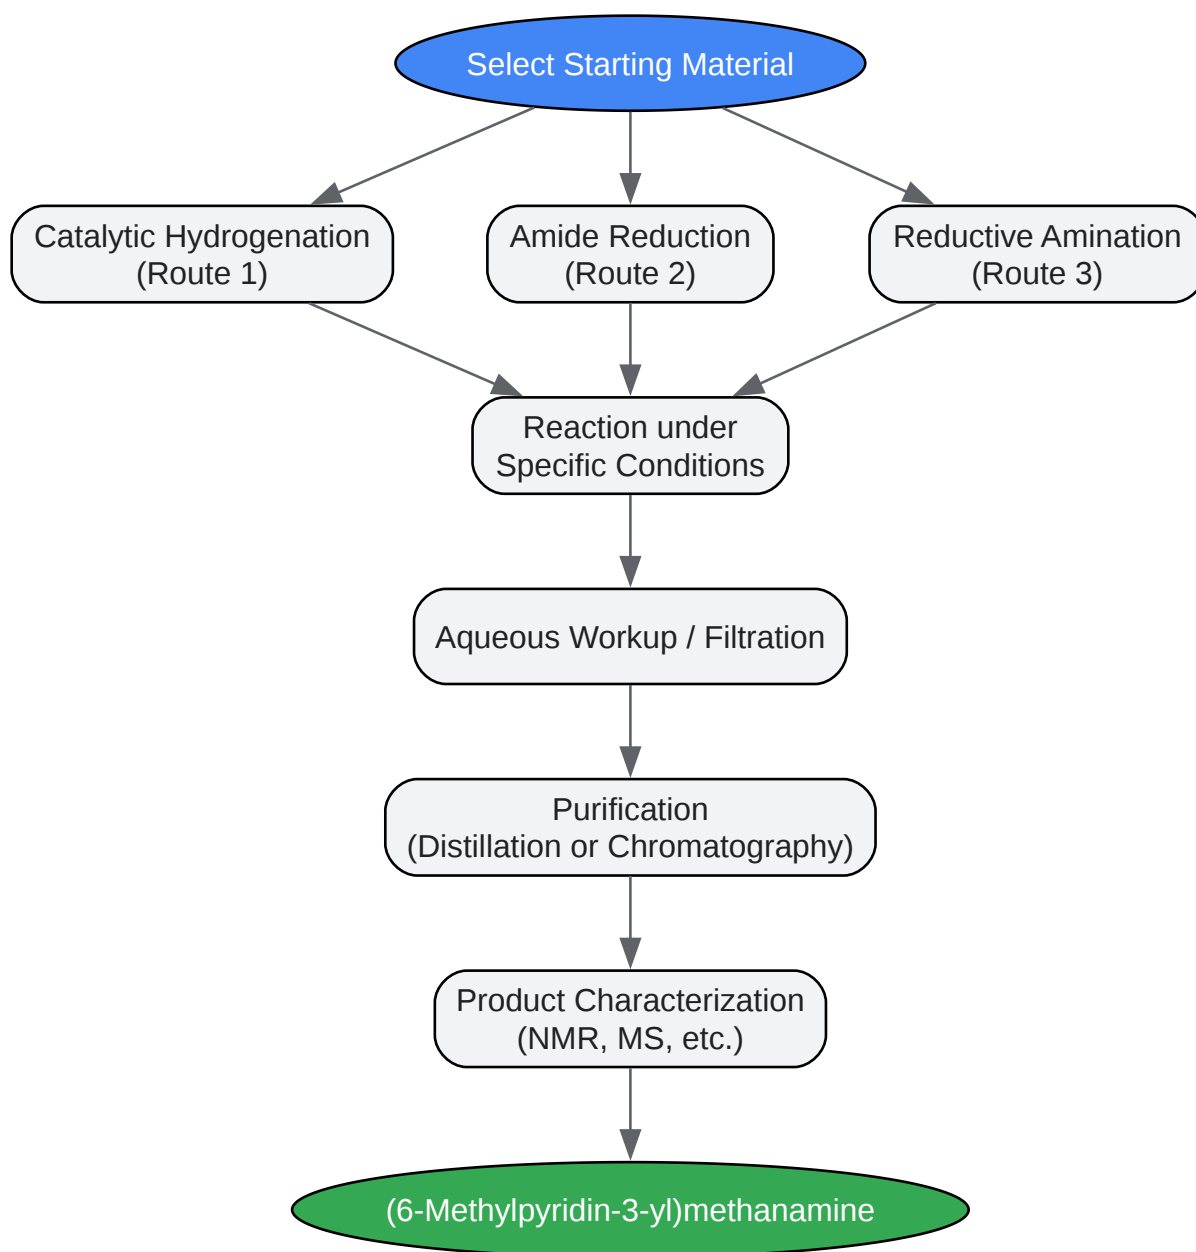 Select Starting Material
Catalytic Hydrogenation
(Route 1)
Amide Reduction
(Route 2)
Reductive Amination
(Route 3)
Reaction under
Specific Conditions
Aqueous Workup / Filtration
Purification
(Distillation or Chromatography)
Product Characterization
(NMR, MS, etc.)
(6-Methylpyridin-3-yl)methanamine